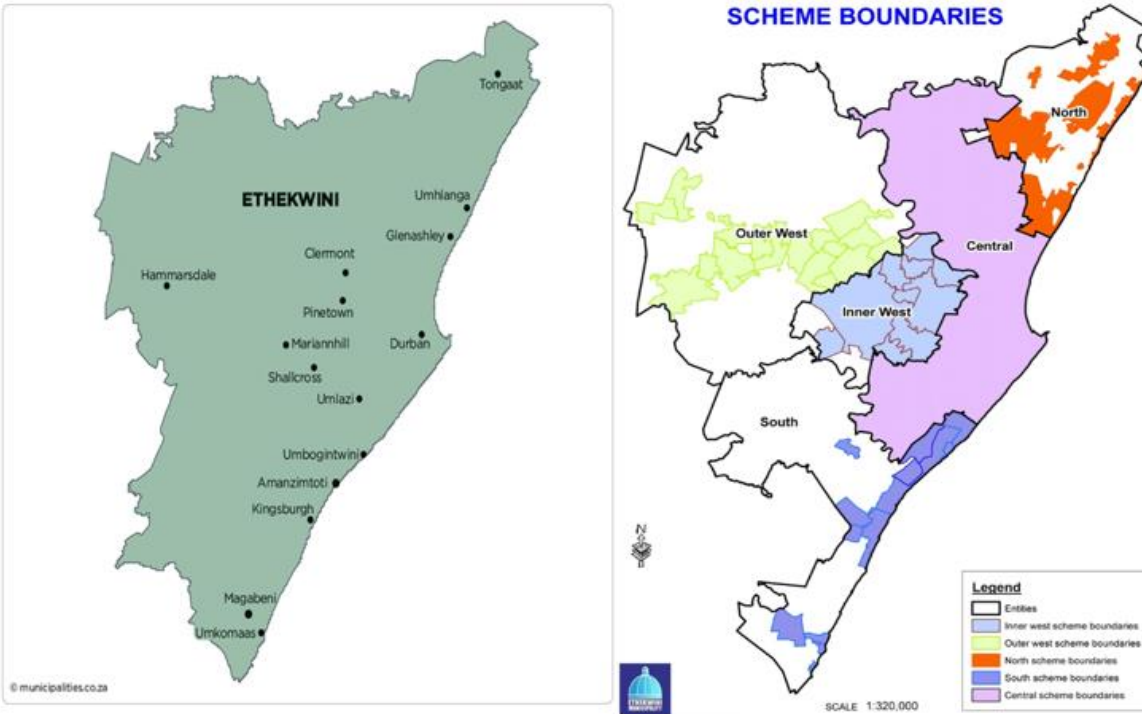 Tongaat
ETHEKWINI
Umhlanga
Glenashley
Clermont
Hammarsdale
Pinetown
Mariannhill
Durban
Shallcross
Umlazi
Umbogintwini
Amanzimtoti
Kingsburgh
Magabeni
Umkomaas
© municipalities.co.za
SCHEME BOUNDARIES
North
Outer West
Central
Inner West
South
N
Legend
Entities
Inner west scheme boundaries
Outer west scheme boundaries
North scheme boundaries
South scheme boundaries
Central scheme boundaries
ETHEKWINI
MUNICIPALITY
SCALE 1:320,000